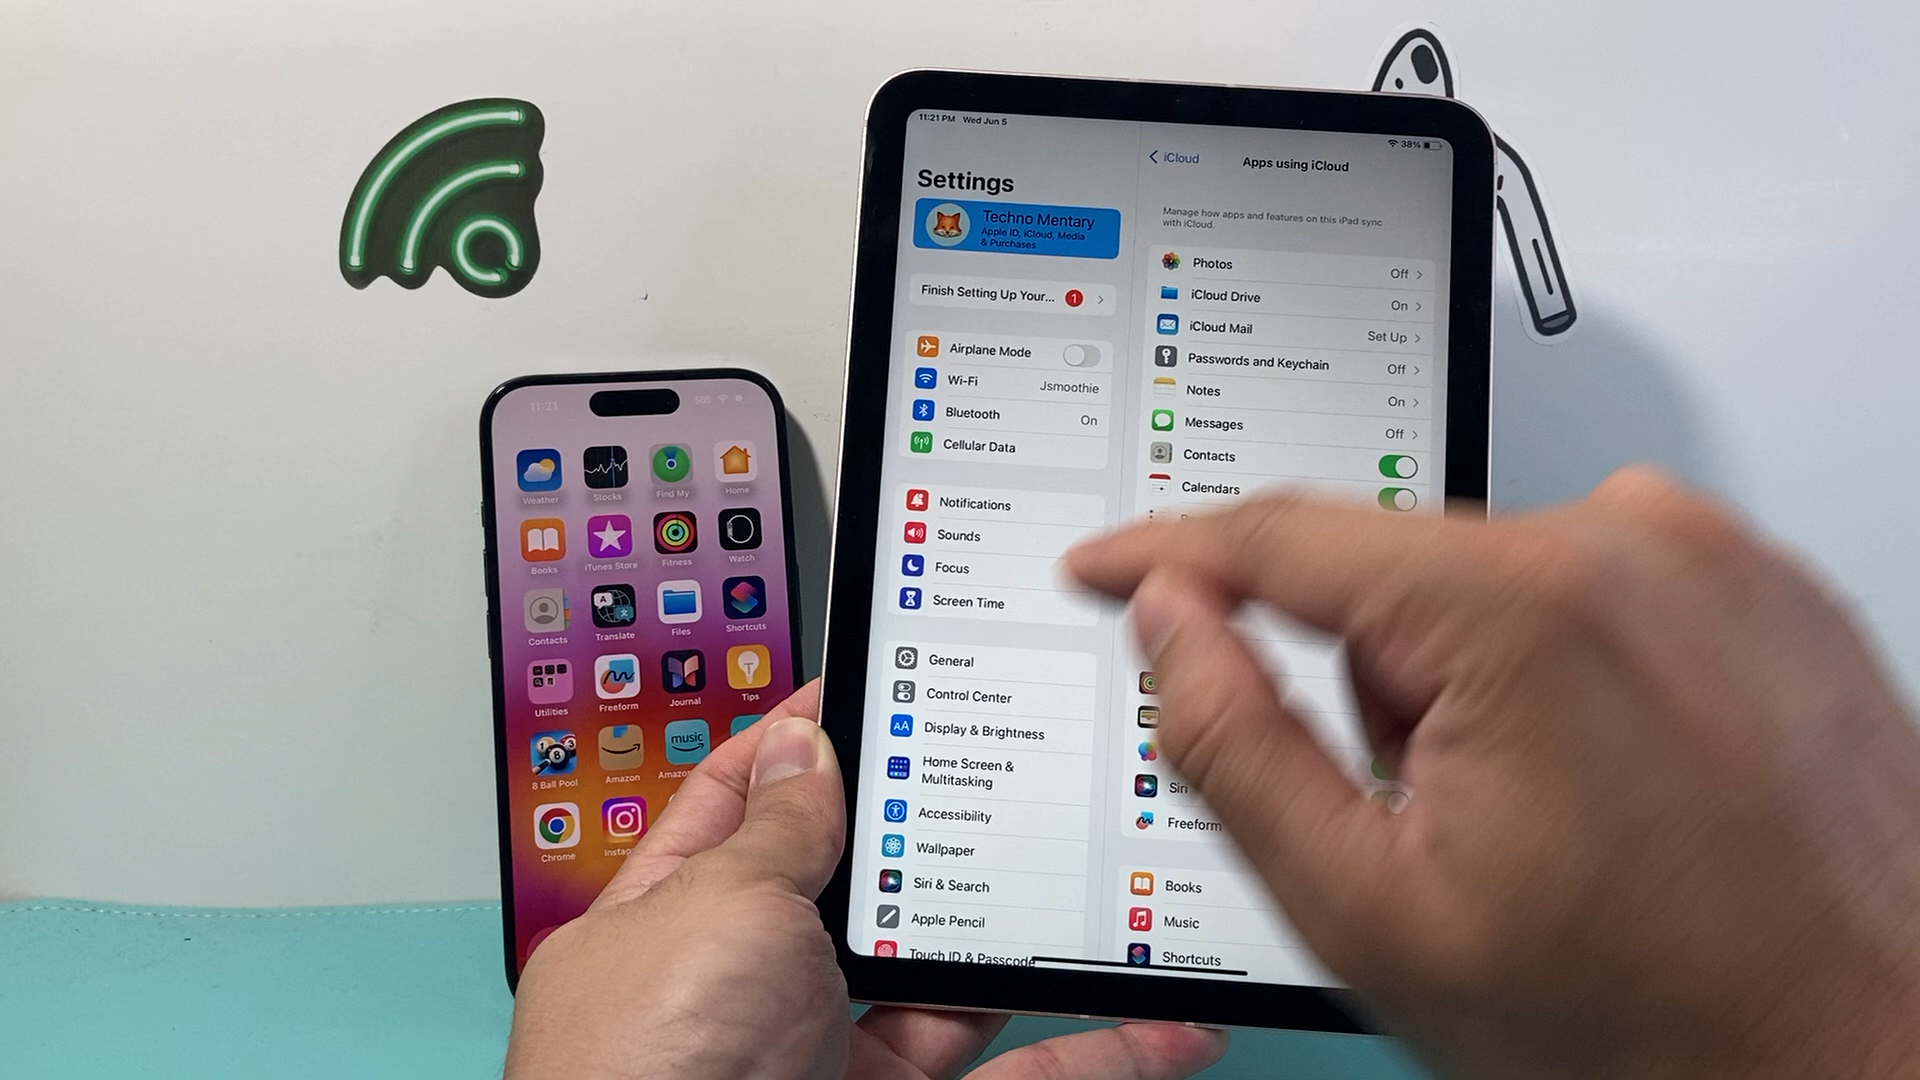 11:21
SOS
Weather
Stocks
Find My
Home
Books
iTunes Store
Fitness
Watch
Contacts
Translate
Files
Shortcuts
Utilities
Freeform
Journal
Tips
music
8 Ball Pool
Amazon
Chrome
11:21 PM Wed Jun 5
38%
Settings
Techno Mentary
Apple ID, iCloud, Media
& Purchases
Finish Setting Up Your...
1
Airplane Mode
Wi-Fi
Jsmoothie
Bluetooth
On
Cellular Data
Notifications
Sounds
Focus
Screen Time
General
Control Center
AA
Display & Brightness
Home Screen &
Multitasking
Accessibility
Wallpaper
Siri & Search
Apple Pencil
Touch ID & Passcode
iCloud
Apps using iCloud
Manage how apps and features on this iPad sync
with iCloud.
Photos
Off
iCloud Drive
On
iCloud Mail
Set Up
Passwords and Keychain
Off
Notes
On
Messages
Off
Contacts
Calendars
Siri
Freeform
Books
Music
Shortcuts